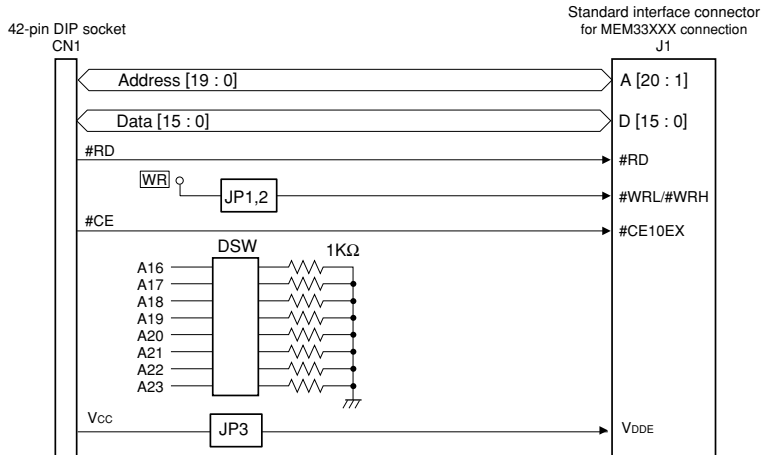 Standard interface connector
42-pin DIP socket for MEM33XXX connection
CN1 J1
Address [19 : 0] A [20 : 1]
Data [15 : 0] D [15 : 0]
#RD #RD
WR JP1,2 #WRL/#WRH
#CE #CE10EX
DSW 1KΩ
A16
A17
A18
A19
A20
A21
A22
A23
Vcc JP3 VDDE